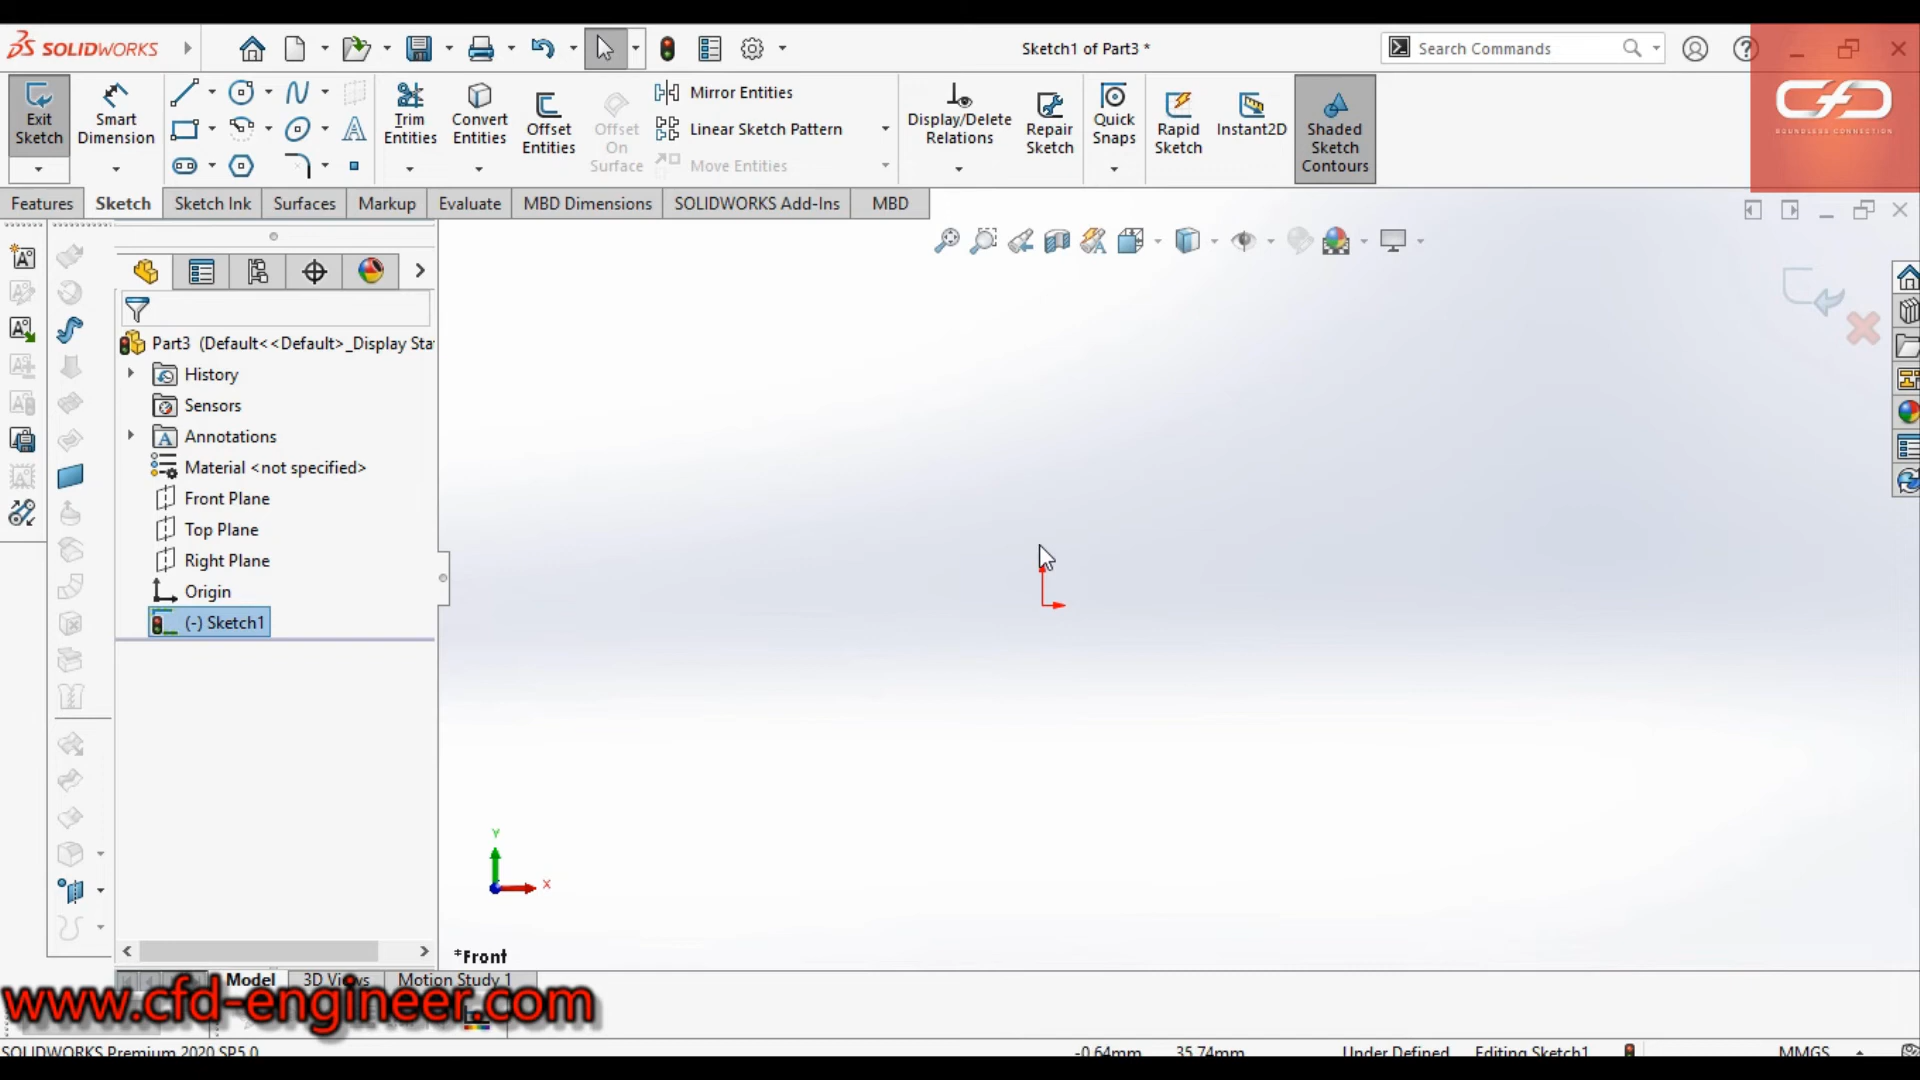 SOLIDWORKS
Sketch1 of Part3 *
Search Commands
Exit Sketch
Smart Dimension
Trim Entities
Convert Entities
Offset Entities
Offset On Surface
Mirror Entities
Linear Sketch Pattern
Move Entities
Display/Delete Relations
Repair Sketch
Quick Snaps
Rapid Sketch
Instant2D
Shaded Sketch Contours
BOUNDLESS CONNECTION
Features
Sketch
Sketch Ink
Surfaces
Markup
Evaluate
MBD Dimensions
SOLIDWORKS Add-Ins
MBD
Part3 (Default<<Default>_Display Sta
History
Sensors
Annotations
Material <not specified>
Front Plane
Top Plane
Right Plane
Origin
(-) Sketch1
Y
X
*Front
Model
3D Views
Motion Study 1
www.cfd-engineer.com
SOLIDWORKS Premium 2020 SP5.0
-0.64mm
35.74mm
Under Defined
Editing Sketch1
MMGS